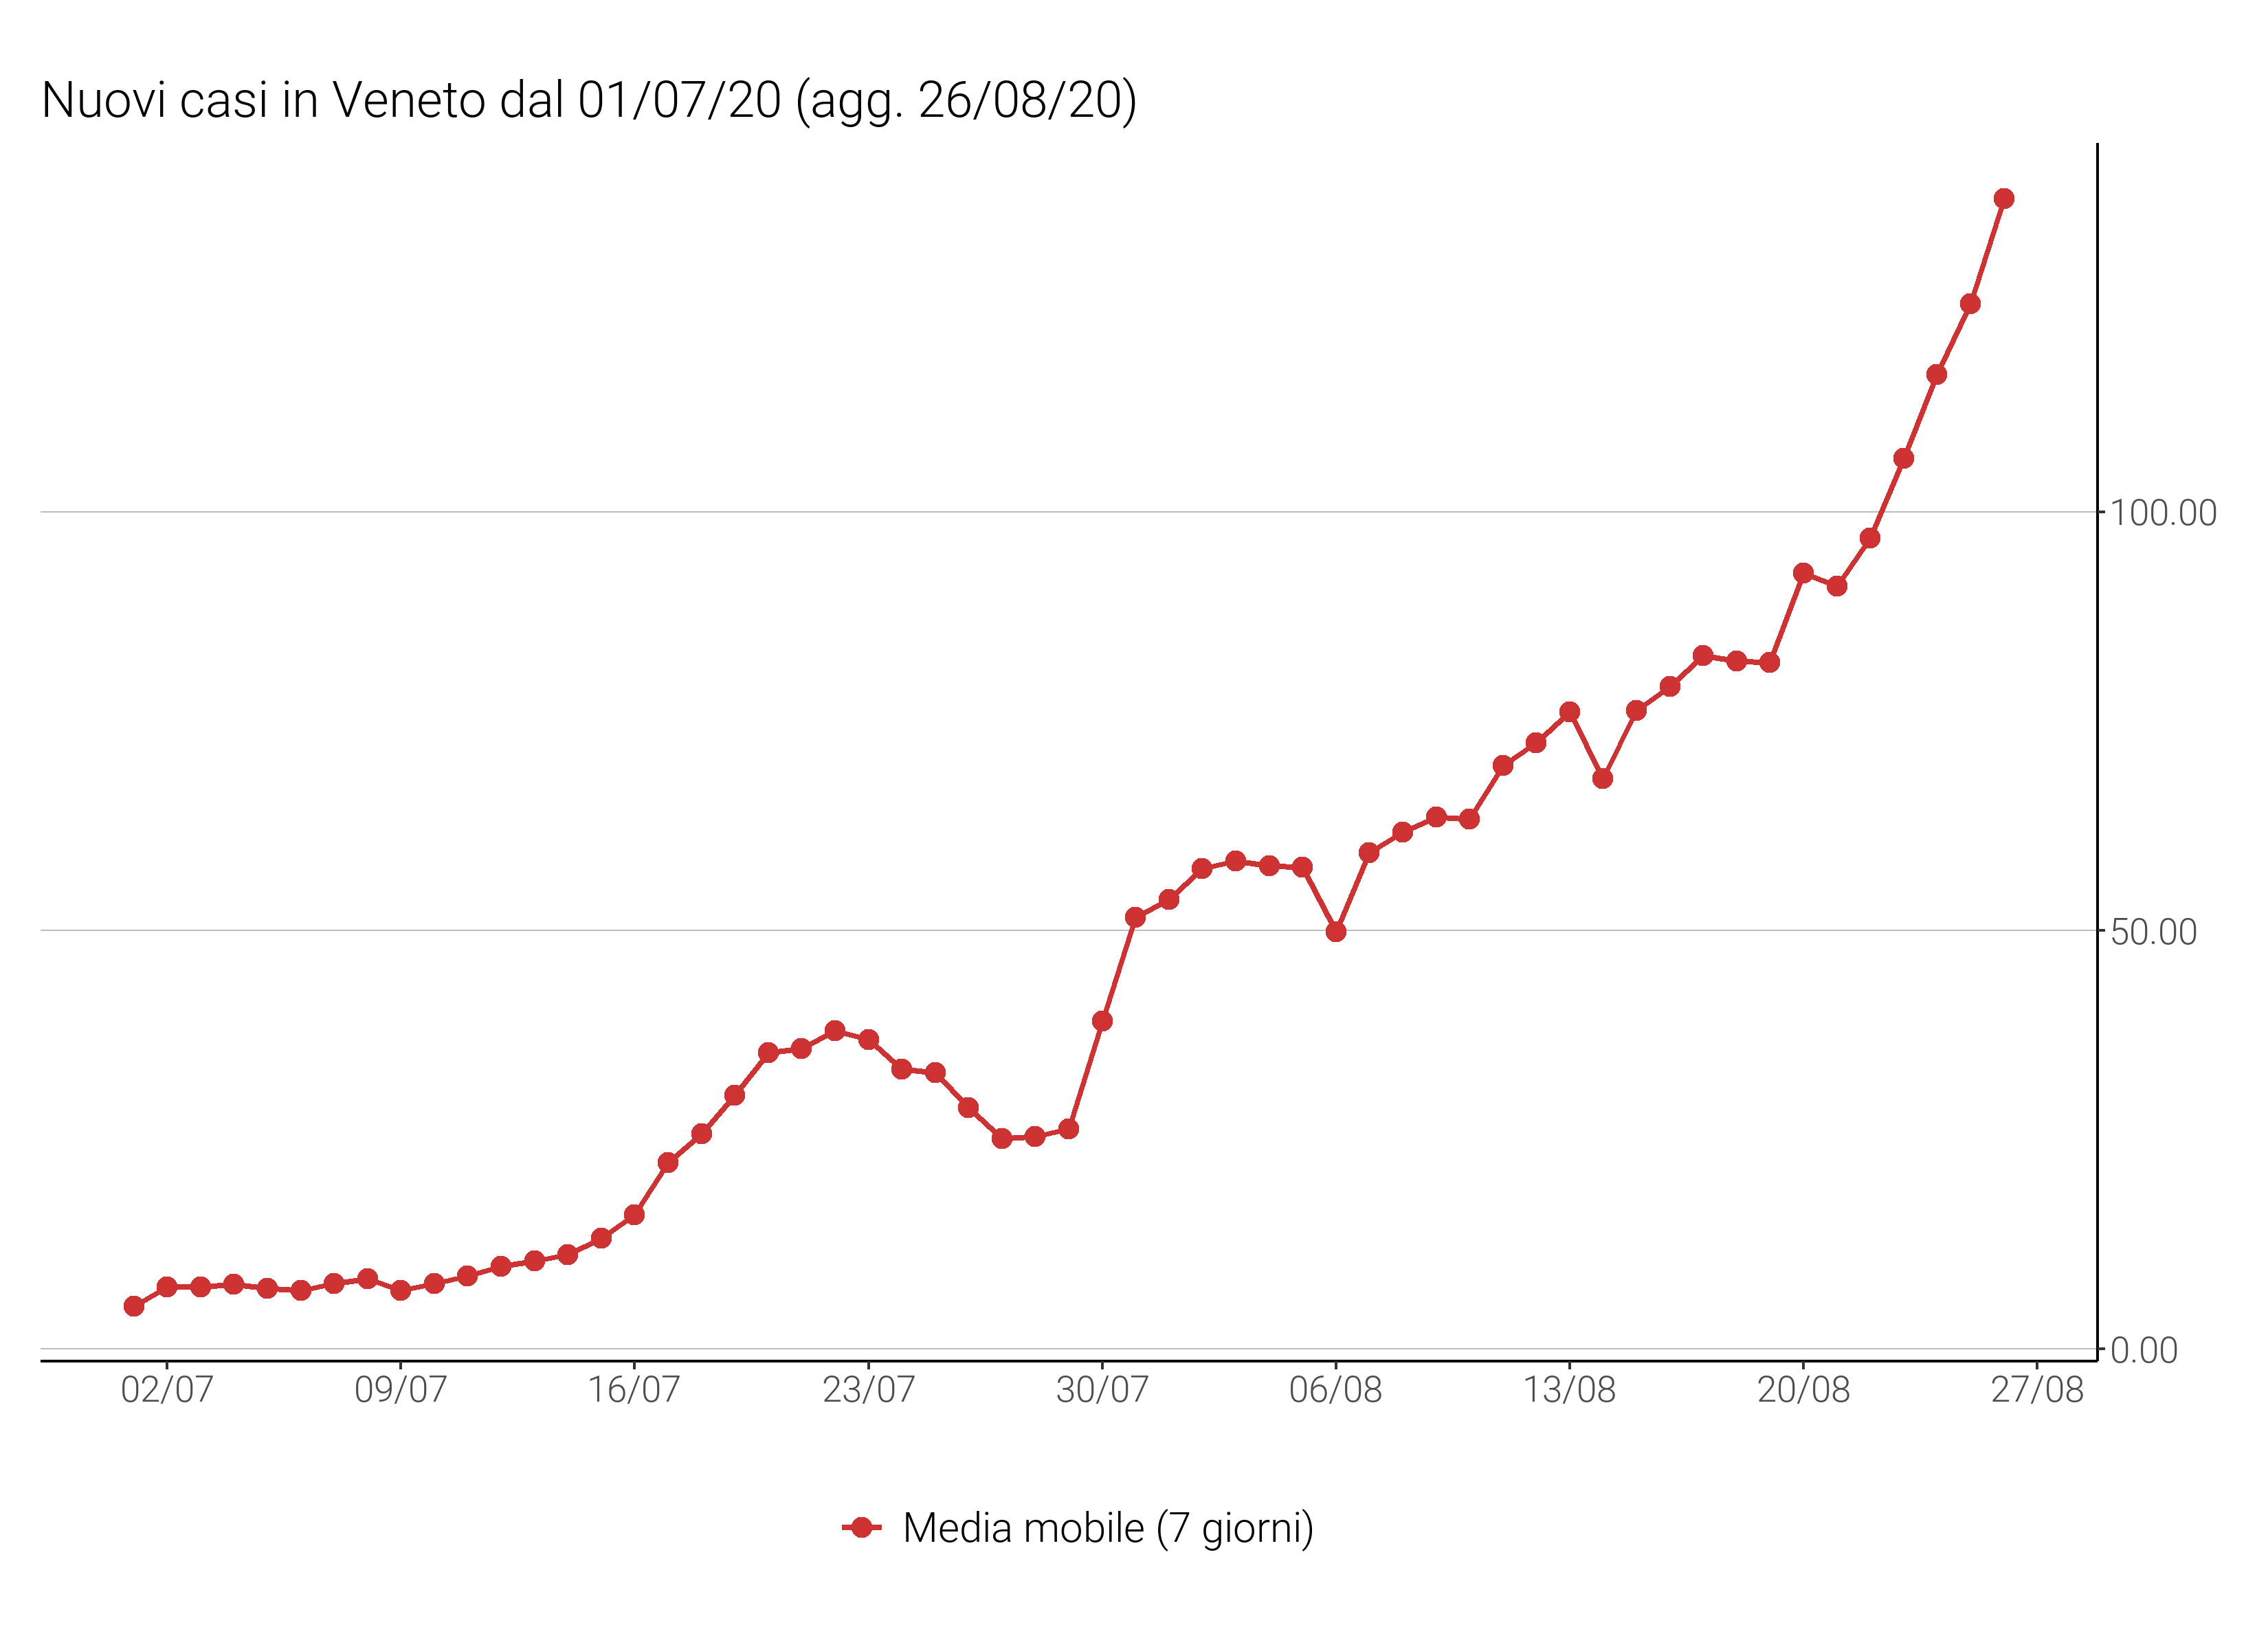 Nuovi casi in Veneto dal 01/07/20 (agg. 26/08/20)
100.00
50.00
0.00
02/07 09/07 16/07 23/07 30/07 06/08 13/08 20/08 27/08
Media mobile (7 giorni)